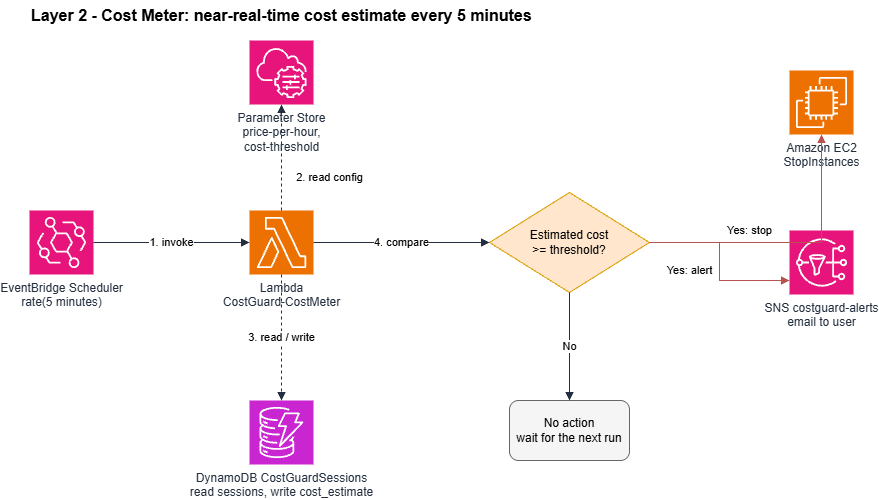 Layer 2 - Cost Meter: near-real-time cost estimate every 5 minutes
Parameter Store
price-per-hour,
cost-threshold
Amazon EC2
StopInstances
2. read config
1. invoke
4. compare
Estimated cost
>= threshold?
Yes: stop
Yes: alert
EventBridge Scheduler
rate(5 minutes)
Lambda
CostGuard-CostMeter
SNS costguard-alerts
email to user
3. read / write
No
No action
wait for the next run
DynamoDB CostGuardSessions
read sessions, write cost_estimate